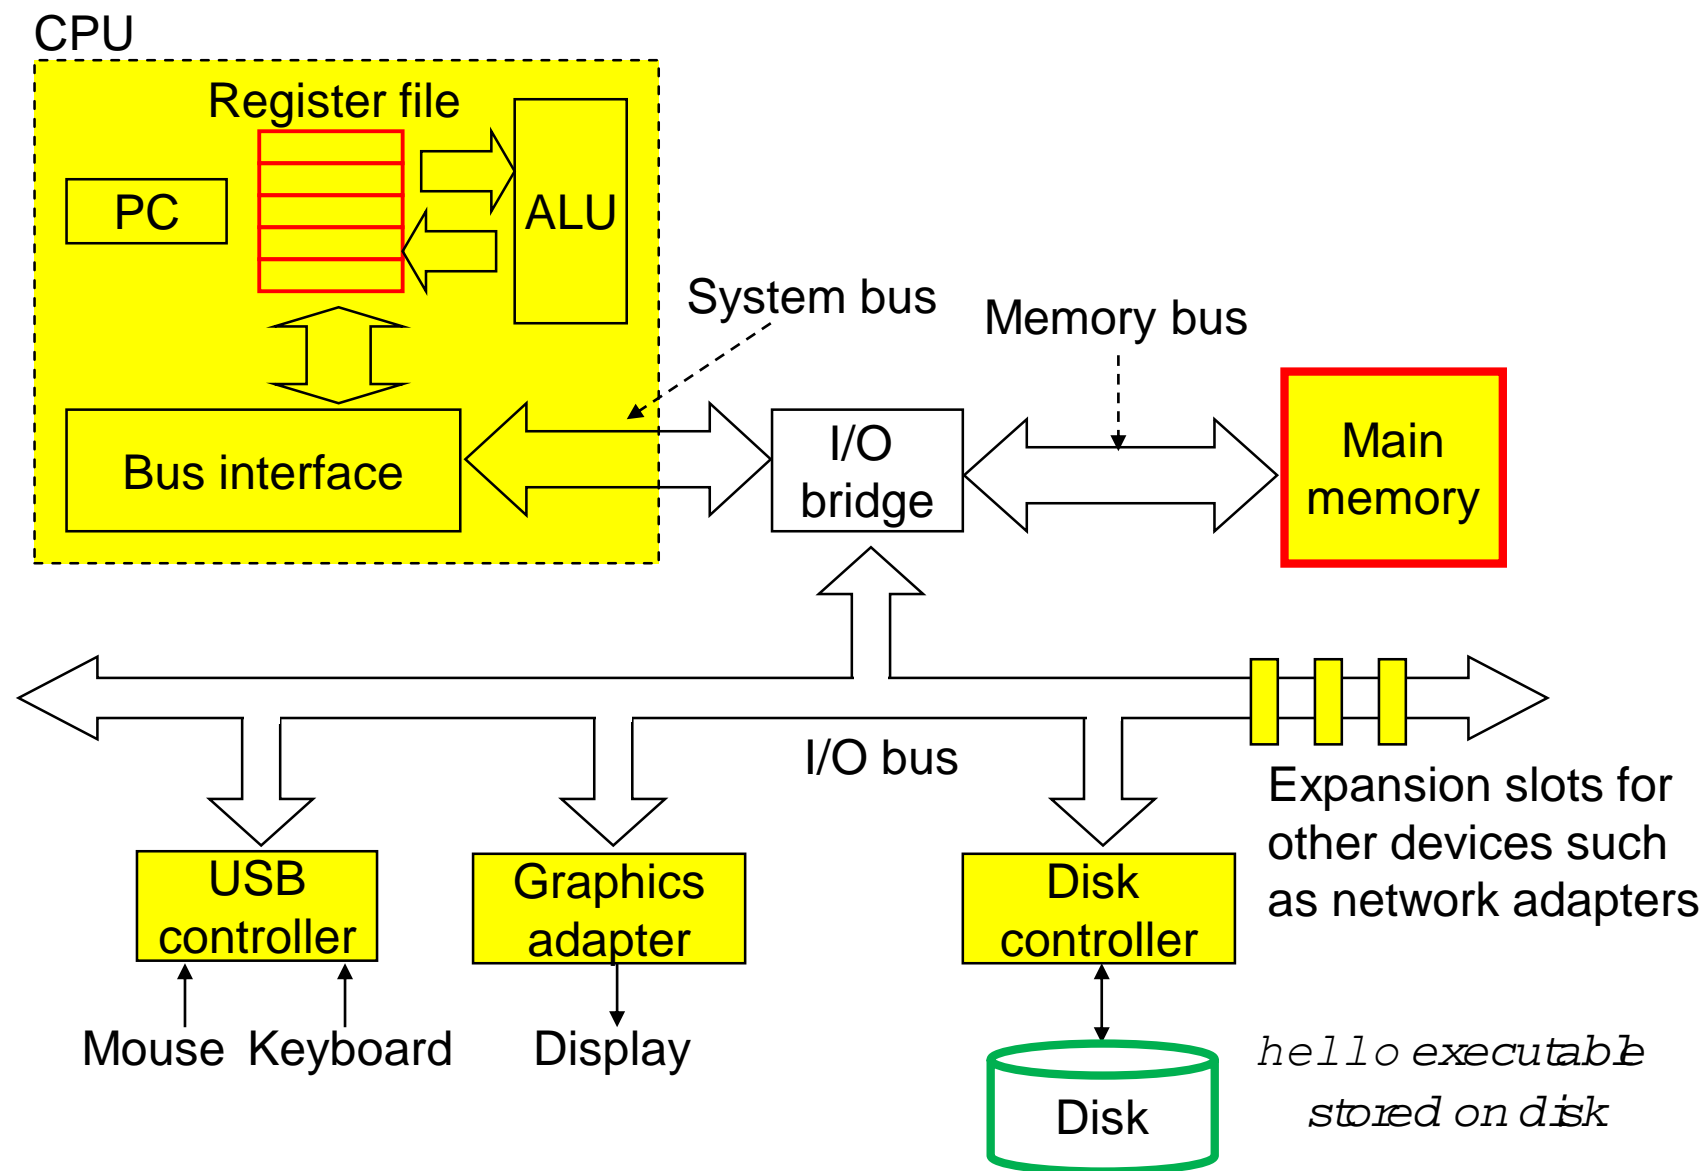 CPU
Register file
PC
ALU
System bus
Memory bus
Bus interface
I/O
bridge
Main
memory
I/O bus
Expansion slots for
other devices such
as network adapters
USB
controller
Graphics
adapter
Disk
controller
Mouse
Keyboard
Display
Disk
hello executable
stored on disk